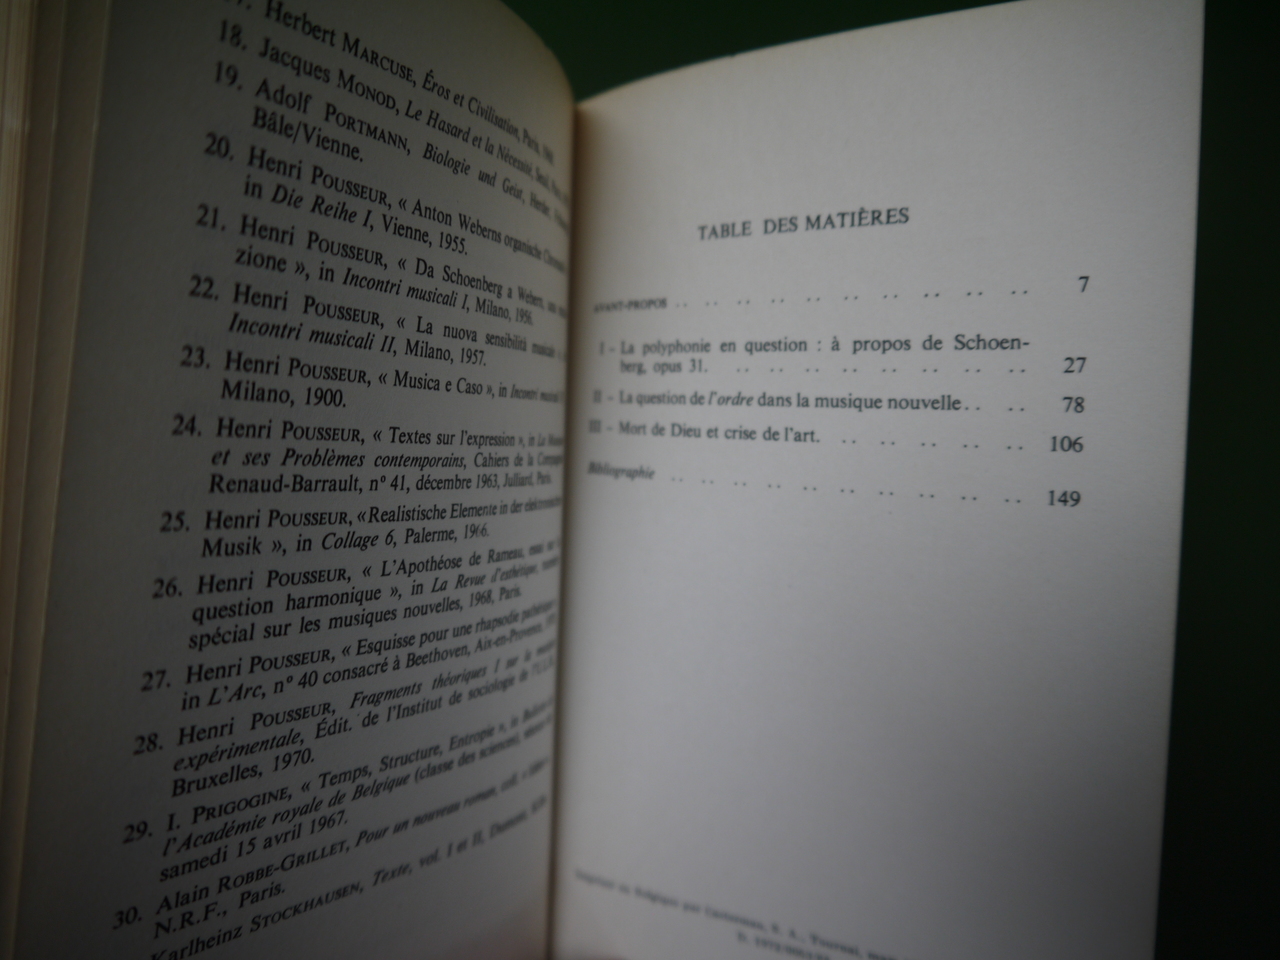 Herbert MARCUSE, Éros et Civilisation, Paris,
18. Jacques MONOD, Le Hasard et la Nécessité, Seuil,
19. Adolf PORTMANN, Biologie und Geist,
Bâle/Vienne.
20. Henri POUSSEUR, « Anton Weberns organische
in Die Reihe I, Vienne, 1955.
21. Henri POUSSEUR, « Da Schoenberg a Webern,
zione », in Incontri musicali I, Milano, 1956.
22. Henri POUSSEUR, « La nuova sensibilità musicale
Incontri musicali II, Milano, 1957.
23. Henri POUSSEUR, « Musica e Caso », in Incontri musicali
Milano, 1900.
24. Henri POUSSEUR, « Textes sur l'expression », in La
et ses Problèmes contemporains, Cahiers de la
Renaud-Barrault, nº 41, décembre 1963, Julliard, Paris.
25. Henri POUSSEUR, «Realistische Elemente in der
Musik », in Collage 6, Palerme, 1966.
26. Henri POUSSEUR, « L'Apothéose de Rameau, essai
question harmonique », in La Revue d'esthétique,
spécial sur les musiques nouvelles, 1968, Paris.
27. Henri POUSSEUR, « Esquisse pour une rhapsodie
in L'Arc, nº 40 consacré à Beethoven, Aix-en-Provence,
28. Henri POUSSEUR, Fragments théoriques I sur la
expérimentale, Édit. de l'Institut de sociologie de
Bruxelles, 1970.
29. I. PRIGOGINE, « Temps, Structure, Entropie », in
l'Académie royale de Belgique (classe des sciences),
samedi 15 avril 1967.
30. Alain ROBBE-GRILLET, Pour un nouveau roman, coll.
N.R.F., Paris.
Karlheinz STOCKHAUSEN, Texte, vol. I et II,
TABLE DES MATIÈRES
AVANT-PROPOS .. .. .. .. .. .. .. .. .. .. 7
I - La polyphonie en question : à propos de Schoen-
berg, opus 31. .. .. .. .. .. .. .. .. 27
II - La question de l'ordre dans la musique nouvelle.. .. 78
III - Mort de Dieu et crise de l'art. .. .. .. .. .. .. 106
Bibliographie .. .. .. .. .. .. .. .. .. .. 149